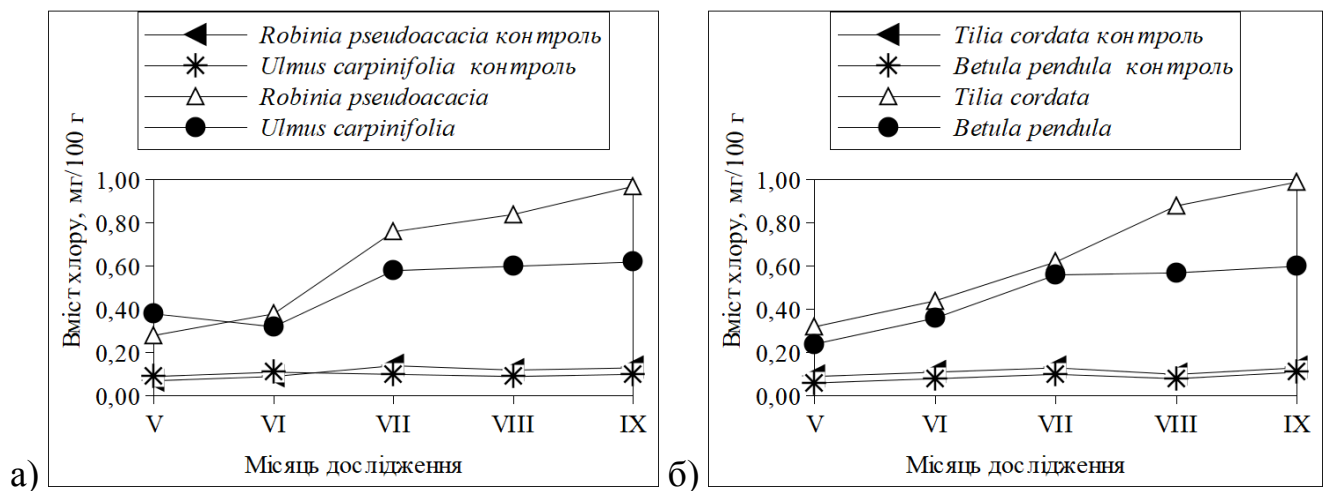 Robinia pseudoacacia контроль
Ulmus carpinifolia контроль
Robinia pseudoacacia
Ulmus carpinifolia
Вміст хлору, мг/100 г
1,00
0,80
0,60
0,40
0,20
0,00
V VI VII VIII IX
Місяць дослідження
а)
Tilia cordata контроль
Betula pendula контроль
Tilia cordata
Betula pendula
Вміст хлору, мг/100 г
1,00
0,80
0,60
0,40
0,20
0,00
V VI VII VIII IX
Місяць дослідження
б)